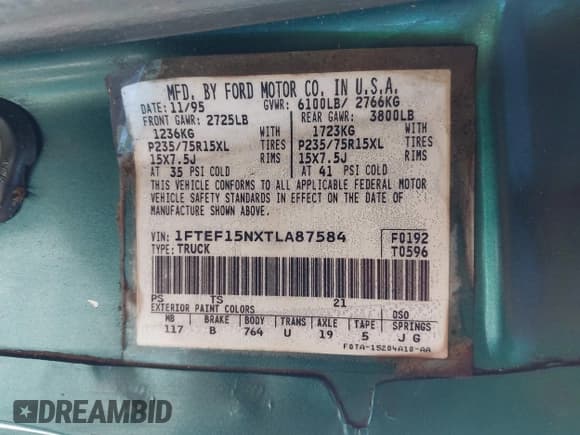 MFD. BY FORD MOTOR CO. IN U.S.A.
DATE: 11/95 GVWR: 6100LB/ 2766KG
FRONT GAWR: 2725LB REAR GAWR: 3800LB
1236KG WITH 1723KG WITH
P235/75R15XL TIRES P235/75R15XL TIRES
15X7.5J RIMS 15X7.5J RIMS
AT 35 PSI COLD AT 41 PSI COLD
THIS VEHICLE CONFORMS TO ALL APPLICABLE FEDERAL MOTOR
VEHICLE SAFETY STANDARDS IN EFFECT ON THE DATE OF
MANUFACTURE SHOWN ABOVE.
VIN: 1FTEF15NXTLA87584 F0192
TYPE: TRUCK T0596
PS TS 21
EXTERIOR PAINT COLORS DSO
WB BRAKE BODY TRANS AXLE TAPE SPRINGS
117 B 764 U 19 5 J G
F0TA-15204A10-AA
DREAMBID